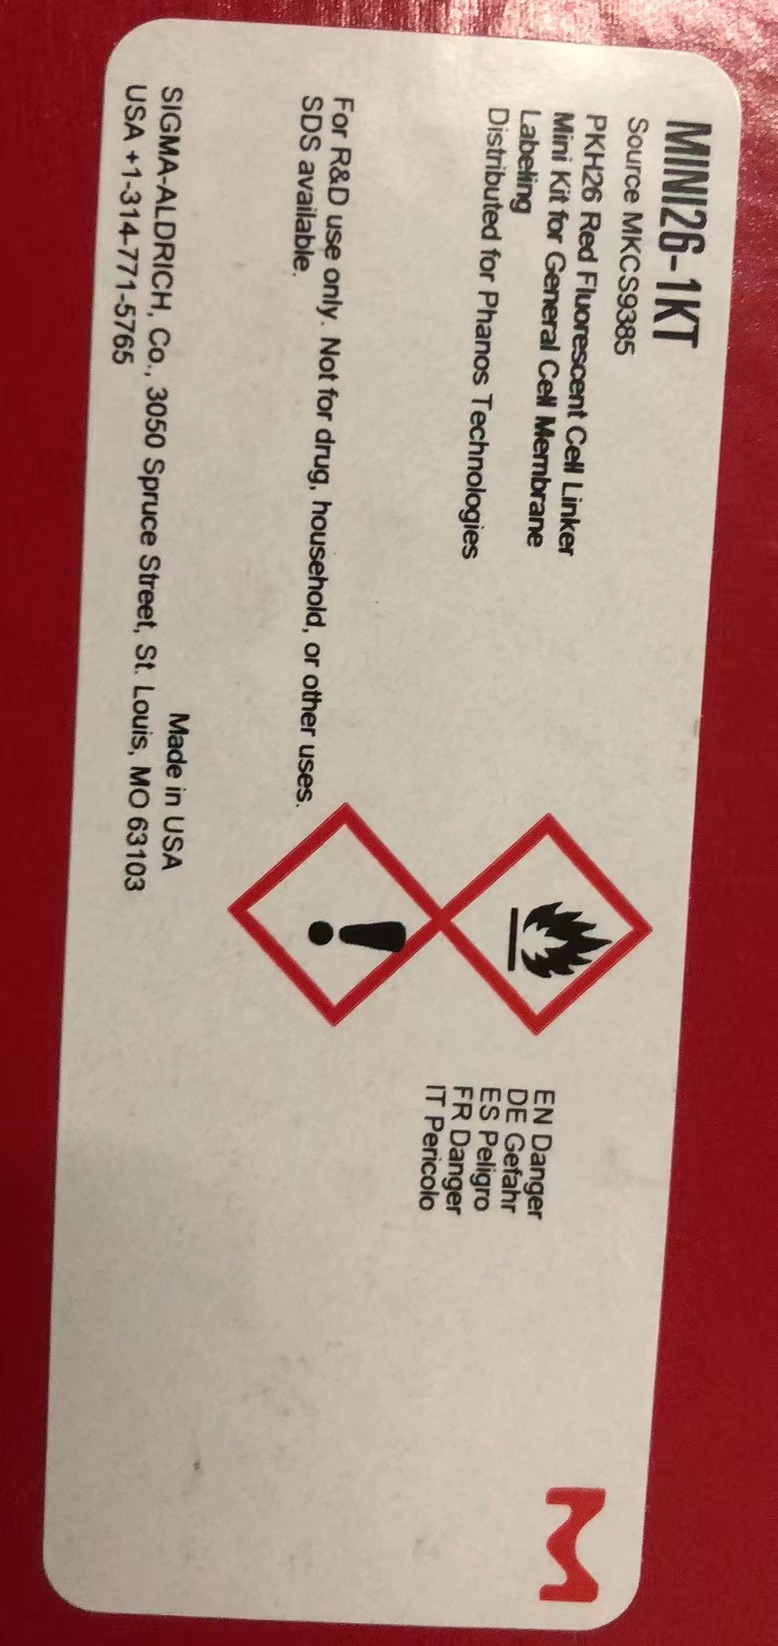 MINI26-1KT
Source MKCS9385
PKH26 Red Fluorescent Cell Linker
Mini Kit for General Cell Membrane
Labeling
Distributed for Phanos Technologies
For R&D use only. Not for drug, household, or other uses.
SDS available.
Made in USA
SIGMA-ALDRICH, Co., 3050 Spruce Street, St. Louis, MO 63103
USA +1-314-771-5765
EN Danger
DE Gefahr
ES Peligro
FR Danger
IT Pericolo
M